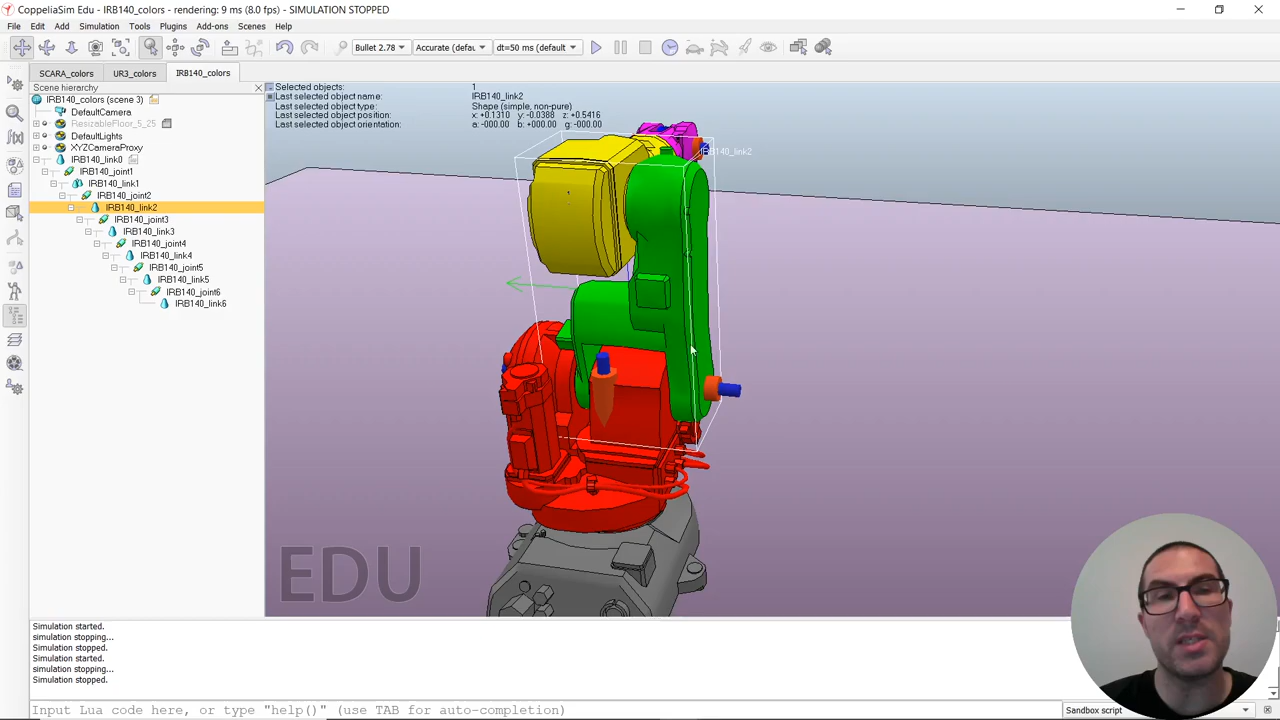 CoppeliaSim Edu - IRB140_colors - rendering: 9 ms (8.0 fps) - SIMULATION STOPPED
File Edit Add Simulation Tools Plugins Add-ons Scenes Help
Bullet 2.78 Accurate (defau dt=50 ms (default
SCARA_colors UR3_colors IRB140_colors
Scene hierarchy
IRB140_colors (scene 3)
DefaultCamera
ResizableFloor_5_25
DefaultLights
XYZCameraProxy
IRB140_link0
IRB140_joint1
IRB140_link1
IRB140_joint2
IRB140_link2
IRB140_joint3
IRB140_link3
IRB140_joint4
IRB140_link4
IRB140_joint5
IRB140_link5
IRB140_joint6
IRB140_link6
Selected objects: 1
Last selected object name: IRB140_link2
Last selected object type: Shape (simple, non-pure)
Last selected object position: x: +0.1310 y: -0.0388 z: +0.5416
Last selected object orientation: a: -000.00 b: +000.00 g: -000.00
IRB140_link2
EDU
Simulation started.
simulation stopping...
Simulation stopped.
Simulation started.
simulation stopping...
Simulation stopped.
Input Lua code here, or type "help()" (use TAB for auto-completion)
Sandbox script